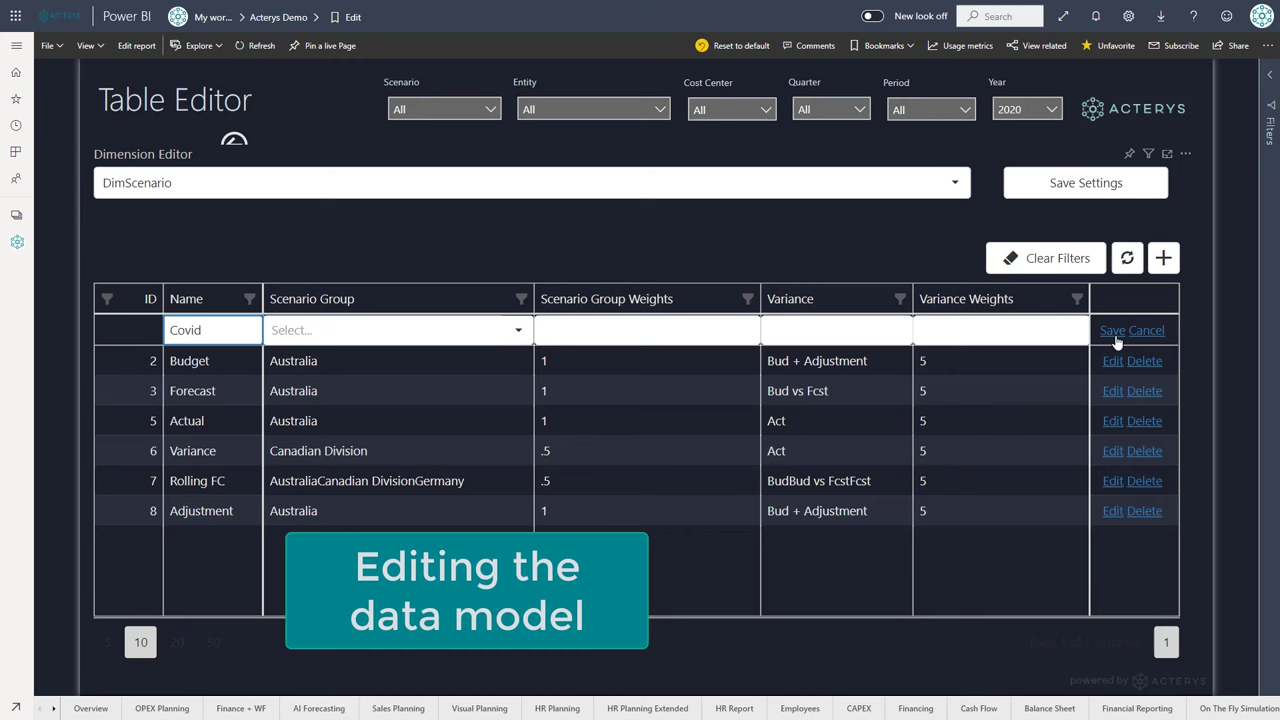 ACTERYS Power BI My wor... > Acterys Demo > Edit New look off Search
File View Edit report Explore Refresh Pin a live Page Reset to default Comments Bookmarks Usage metrics View related Unfavorite Subscribe Share ...
Table Editor
Scenario Entity Cost Center Quarter Period Year
All All All All All 2020 ACTERYS
Filters
Dimension Editor
DimScenario Save Settings
Clear Filters
ID Name Scenario Group Scenario Group Weights Variance Variance Weights
Covid Select... Save Cancel
2 Budget Australia 1 Bud + Adjustment 5 Edit Delete
3 Forecast Australia 1 Bud vs Fcst 5 Edit Delete
5 Actual Australia 1 Act 5 Edit Delete
6 Variance Canadian Division .5 Act 5 Edit Delete
7 Rolling FC AustraliaCanadian DivisionGermany .5 BudBud vs FcstFcst 5 Edit Delete
8 Adjustment Australia 1 Bud + Adjustment 5 Edit Delete
Editing the
data model
5 10 20 50 1
powered by ACTERYS
Overview OPEX Planning Finance + WF AI Forecasting Sales Planning Visual Planning HR Planning HR Planning Extended HR Report Employees CAPEX Financing Cash Flow Balance Sheet Financial Reporting On The Fly Simulation